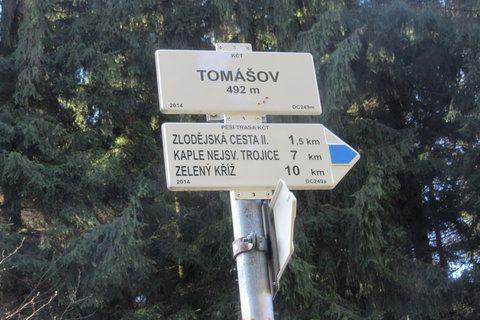 KČT
TOMÁŠOV
492 m
2014 DC249m
PĚŠÍ TRASA KČT
ZLODĚJSKÁ CESTA II. 1,5 km
KAPLE NEJSV. TROJICE 7 km
ZELENÝ KŘÍŽ 10 km
2014 DC249a